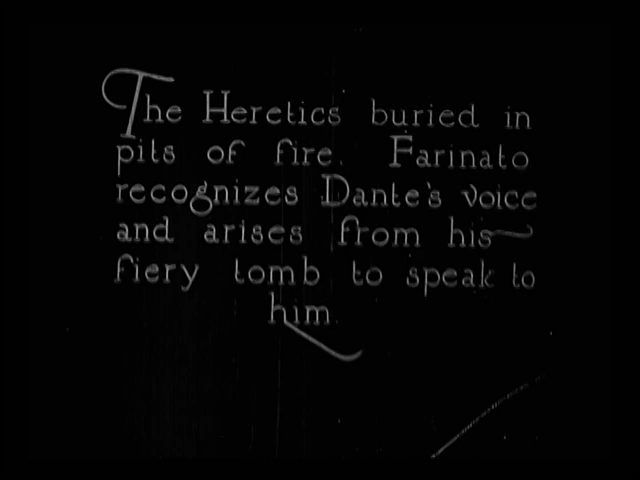 The Heretics buried in
pits of fire. Farinato
recognizes Dante's voice
and arises from his
fiery tomb to speak to
him.